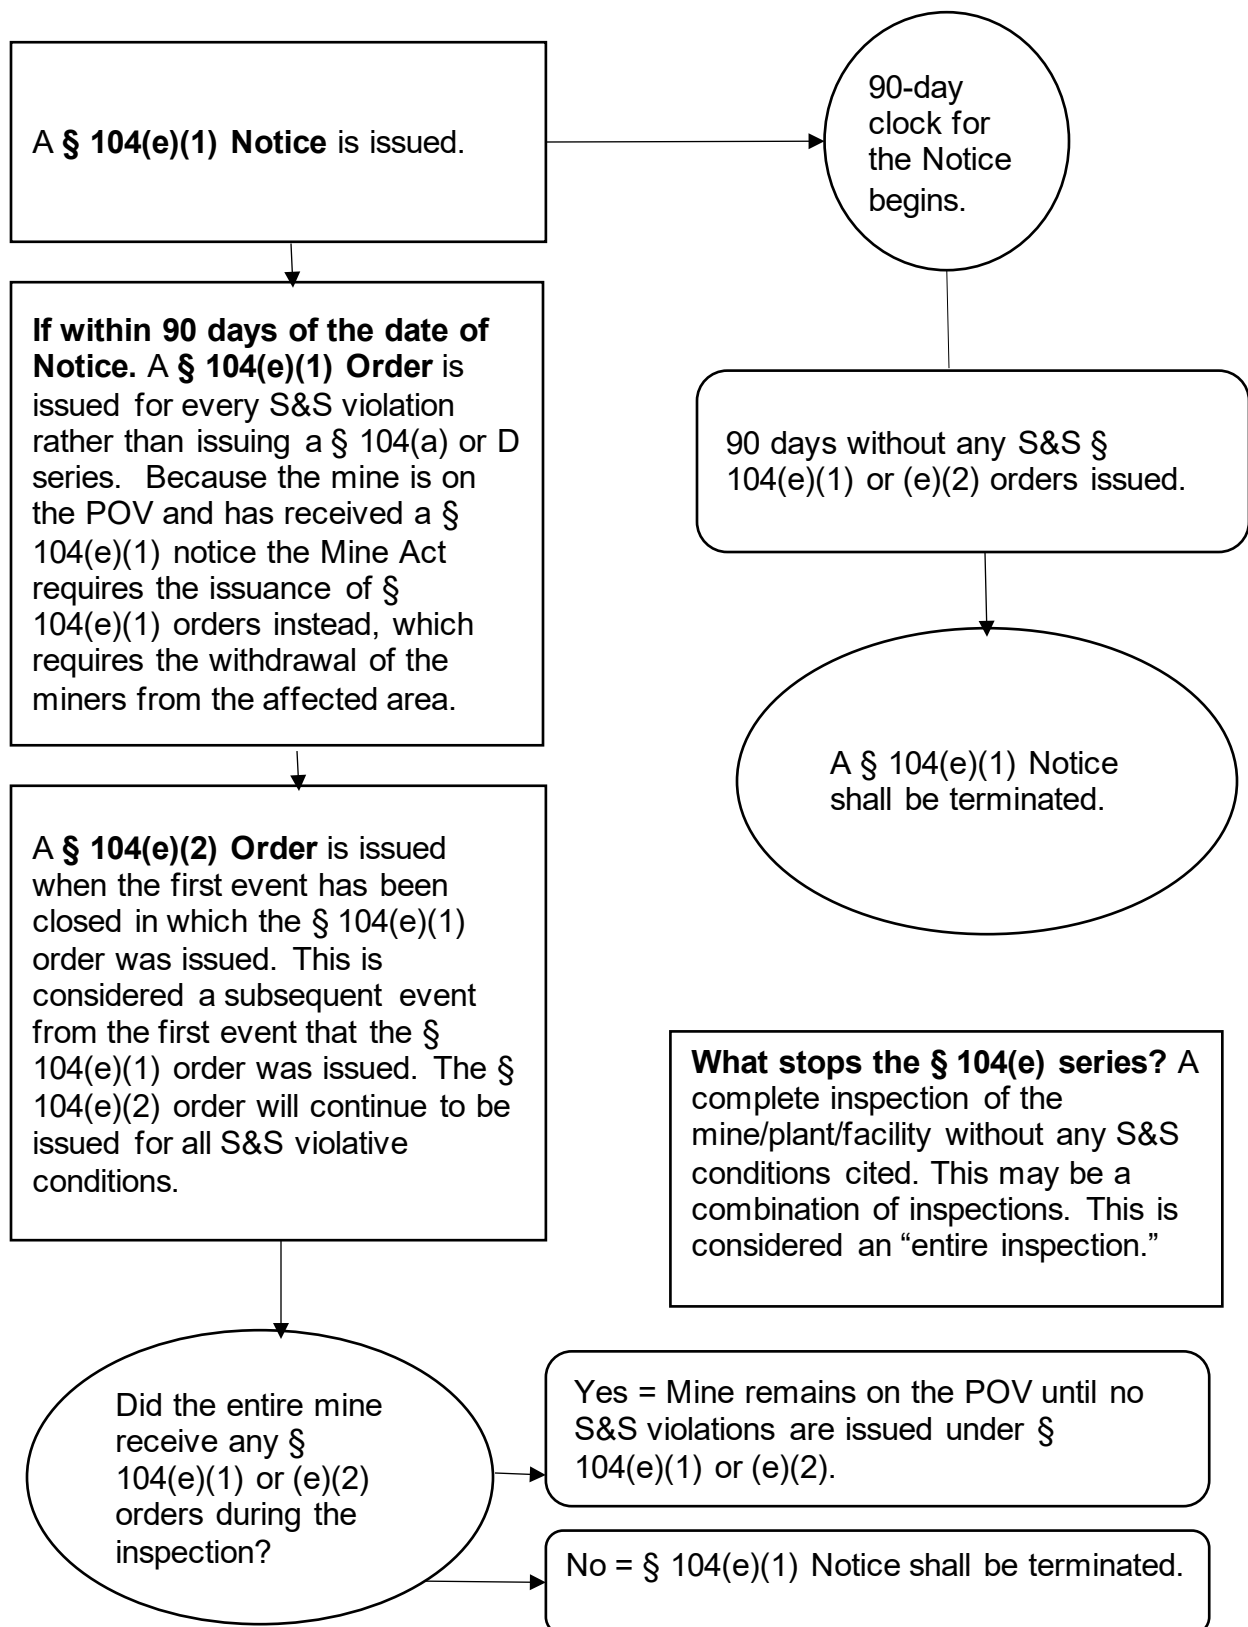 A § 104(e)(1) Notice is issued.
90-day
clock for
the Notice
begins.
If within 90 days of the date of
Notice. A § 104(e)(1) Order is
issued for every S&S violation
rather than issuing a § 104(a) or D
series. Because the mine is on
the POV and has received a §
104(e)(1) notice the Mine Act
requires the issuance of §
104(e)(1) orders instead, which
requires the withdrawal of the
miners from the affected area.
90 days without any S&S §
104(e)(1) or (e)(2) orders issued.
A § 104(e)(1) Notice
shall be terminated.
A § 104(e)(2) Order is issued
when the first event has been
closed in which the § 104(e)(1)
order was issued. This is
considered a subsequent event
from the first event that the §
104(e)(1) order was issued. The §
104(e)(2) order will continue to be
issued for all S&S violative
conditions.
What stops the § 104(e) series? A
complete inspection of the
mine/plant/facility without any S&S
conditions cited. This may be a
combination of inspections. This is
considered an “entire inspection.”
Did the entire mine
receive any §
104(e)(1) or (e)(2)
orders during the
inspection?
Yes = Mine remains on the POV until no
S&S violations are issued under §
104(e)(1) or (e)(2).
No = § 104(e)(1) Notice shall be terminated.